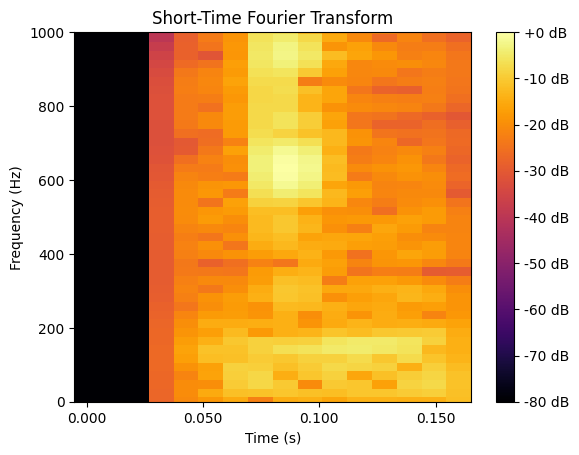 Short-Time Fourier Transform
Frequency (Hz)
1000
800
600
400
200
0
0.000
0.050
0.100
0.150
Time (s)
+0 dB
-10 dB
-20 dB
-30 dB
-40 dB
-50 dB
-60 dB
-70 dB
-80 dB